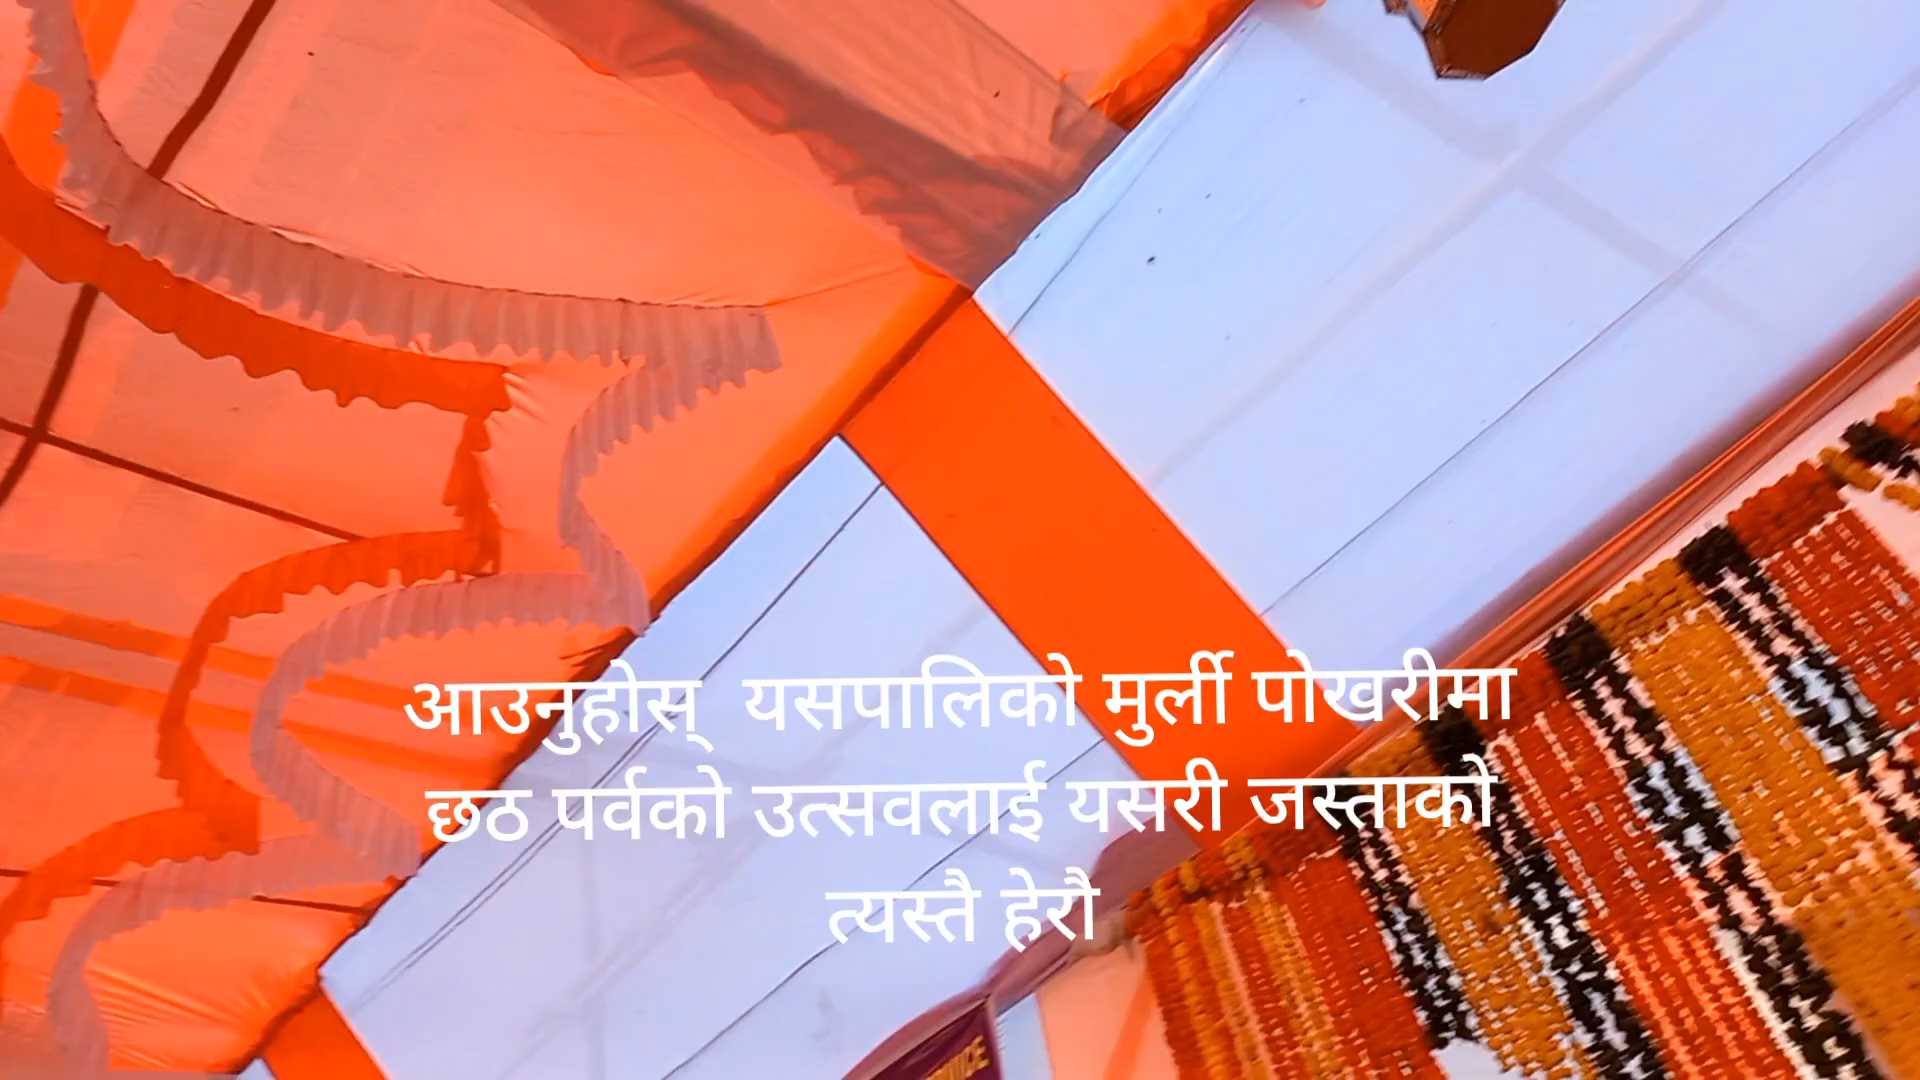 आउनुहोस् यसपालिको मुर्ली पोखरीमा
छठ पर्वको उत्सवलाई यसरी जस्ताको
त्यस्तै हेरौ